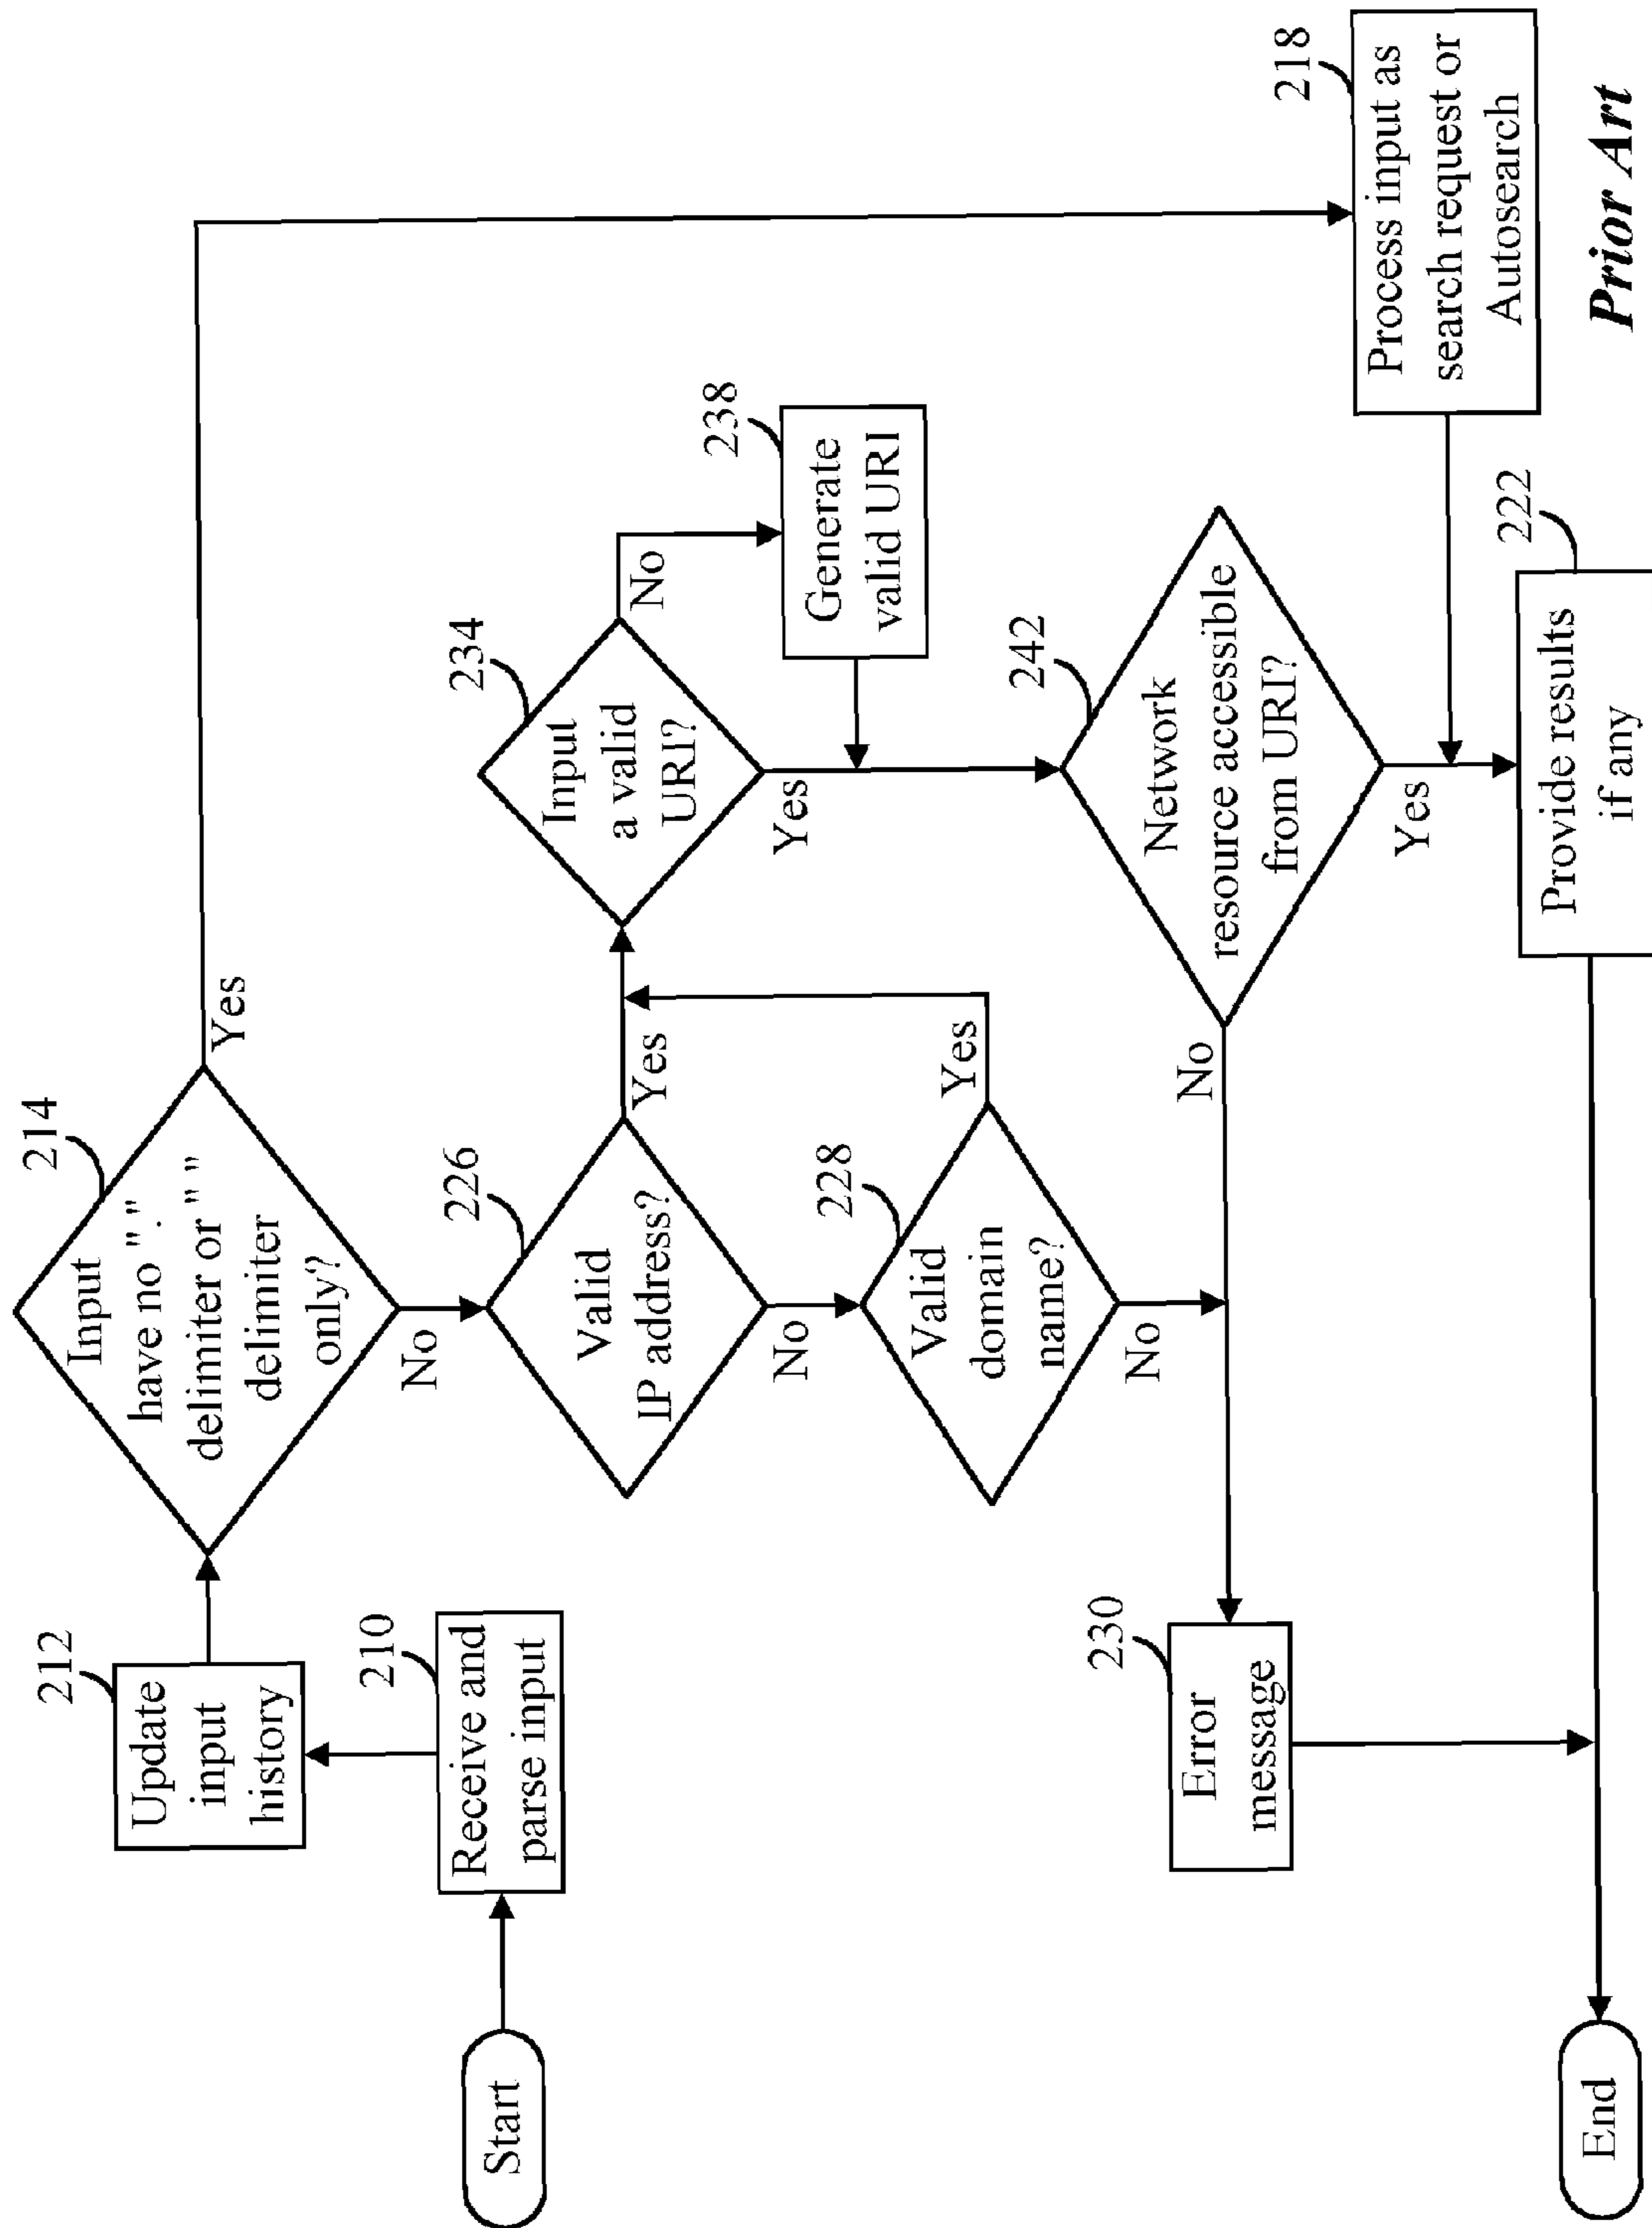 Start
210
Receive and
parse input
212
Update
input
history
214
Input
have no "."
delimiter or " "
delimiter
only?
Yes
No
226
Valid
IP address?
Yes
No
228
Valid
domain
name?
Yes
No
230
Error
message
234
Input
a valid
URI?
No
Yes
238
Generate
valid URI
242
Network
resource accessible
from URI?
No
Yes
218
Process input as
search request or
Autosearch
222
Provide results
if any
End
Prior Art